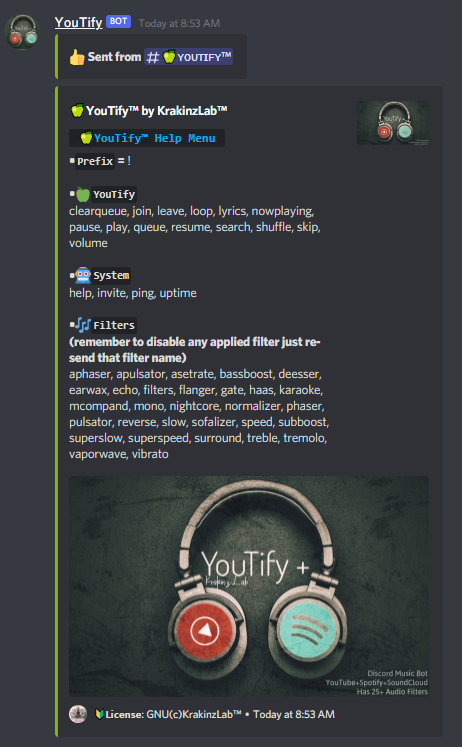 YouTify BOT Today at 8:53 AM
👍 Sent from # 🍏YOUTIFY™
🍏YouTify™ by KrakinzLab™
🍏YouTify™ Help Menu
▪Prefix = !
▪🍏YouTify
clearqueue, join, leave, loop, lyrics, nowplaying,
pause, play, queue, resume, search, shuffle, skip,
volume
▪🤖System
help, invite, ping, uptime
▪🎶Filters
(remember to disable any applied filter just re-
send that filter name)
aphaser, apulsator, asetrate, bassboost, deesser,
earwax, echo, filters, flanger, gate, haas, karaoke,
mcompand, mono, nightcore, normalizer, phaser,
pulsator, reverse, slow, sofalizer, speed, subboost,
superslow, superspeed, surround, treble, tremolo,
vaporwave, vibrato
YouTify +
KrakinzLab
Discord Music Bot
YouTube+Spotify+SoundCloud
Has 25+ Audio Filters
🔰License: GNU(c)KrakinzLab™ • Today at 8:53 AM